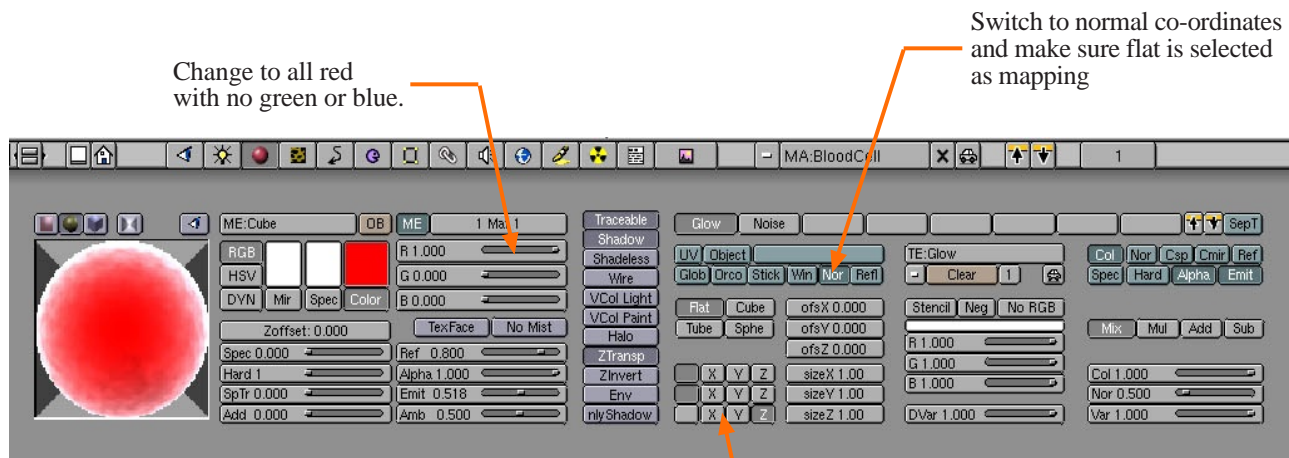 Switch to normal co-ordinates
and make sure flat is selected
as mapping
Change to all red
with no green or blue.
MA:BloodCell
1
ME:Cube OB ME 1 Mat 1
RGB
HSV
DYN Mir Spec Color
R 1.000
G 0.000
B 0.000
Zoffset: 0.000 TexFace No Mist
Spec 0.000 Ref 0.800
Hard 1 Alpha 1.000
SpTr 0.000 Emit 0.518
Add 0.000 Amb 0.500
Traceable
Shadow
Shadeless
Wire
VCol Light
VCol Paint
Halo
ZTransp
ZInvert
Env
nlyShadow
Glow Noise SepT
UV Object
Glob Orco Stick Win Nor Refl
Flat Cube
Tube Sphe
ofsX 0.000
ofsY 0.000
ofsZ 0.000
X Y Z sizeX 1.00
X Y Z sizeY 1.00
X Y Z sizeZ 1.00
TE:Glow
- Clear 1
Stencil Neg No RGB
R 1.000
G 1.000
B 1.000
DVar 1.000
Col Nor Csp Cmir Ref
Spec Hard Alpha Emit
Mix Mul Add Sub
Col 1.000
Nor 0.500
Var 1.000